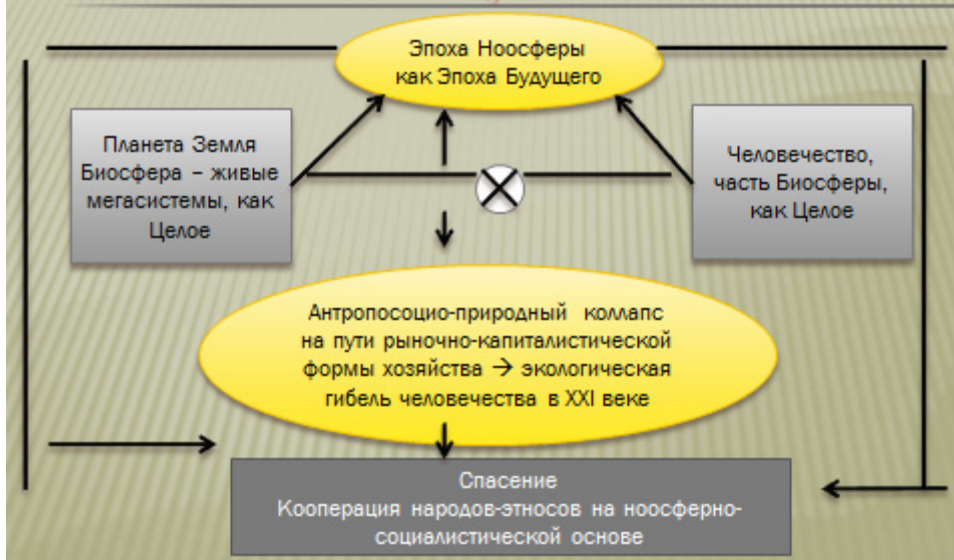 Эпоха Ноосферы
как Эпоха Будущего
Планета Земля
Биосфера – живые
мегасистемы, как
Целое
Человечество,
часть Биосферы,
как Целое
Антропосоцио-природный коллапс
на пути рыночно-капиталистической
формы хозяйства → экологическая
гибель человечества в XXI веке
Спасение
Кооперация народов-этносов на ноосферно-
социалистической основе